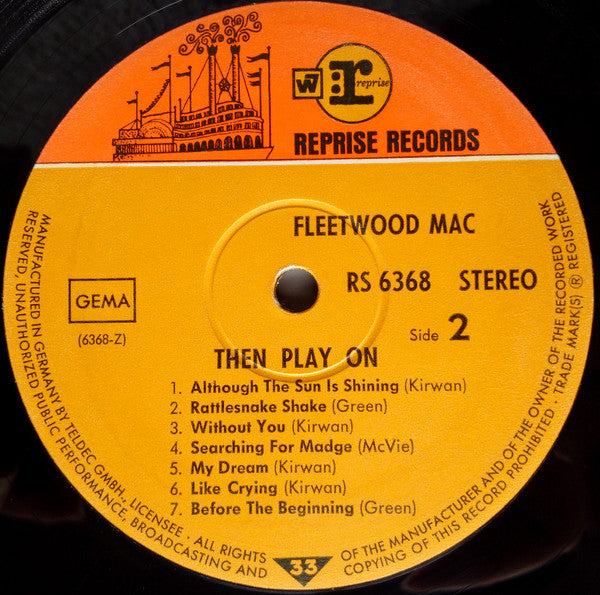 W r reprise
REPRISE RECORDS
FLEETWOOD MAC
RS 6368 STEREO
GEMA
(6368-Z)
Side 2
THEN PLAY ON
1. Although The Sun Is Shining (Kirwan)
2. Rattlesnake Shake (Green)
3. Without You (Kirwan)
4. Searching For Madge (McVie)
5. My Dream (Kirwan)
6. Like Crying (Kirwan)
7. Before The Beginning (Green)
33
MANUFACTURED IN GERMANY BY TELDEC GMBH., LICENSEE · ALL RIGHTS
RESERVED, UNAUTHORIZED PUBLIC PERFORMANCE, BROADCASTING AND
COPYING OF THIS RECORD PROHIBITED · TRADE MARK(S) ® REGISTERED
OF THE MANUFACTURER AND OF THE OWNER OF THE RECORDED WORK